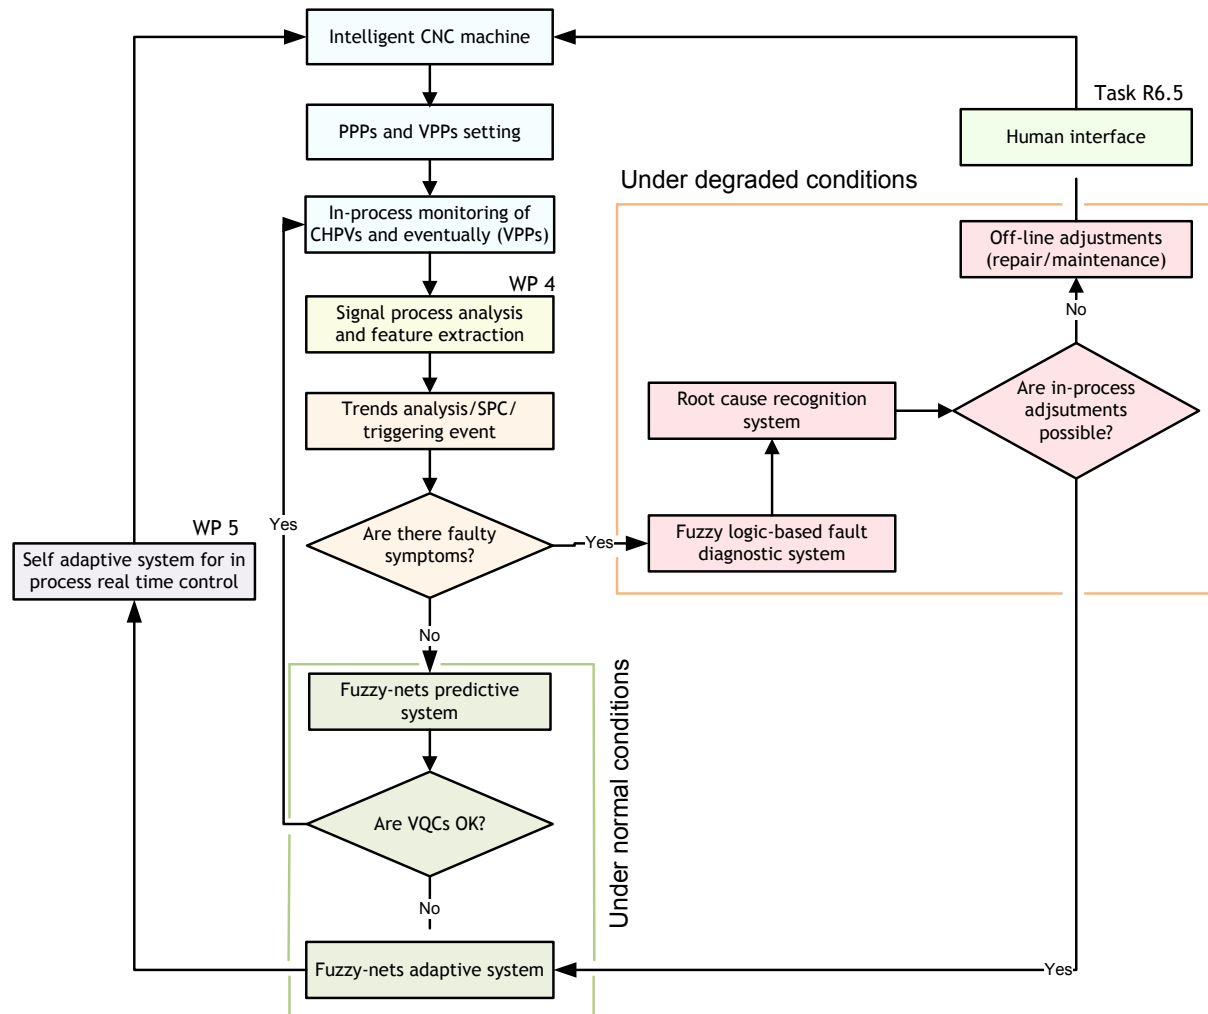 Intelligent CNC machine
Task R6.5
PPPs and VPPs setting
Human interface
Under degraded conditions
In-process monitoring of
CHPVs and eventually (VPPs)
Off-line adjustments
(repair/maintenance)
WP 4
Signal process analysis
and feature extraction
No
Trends analysis/SPC/
triggering event
Root cause recognition
system
Are in-process
adjsutments
possible?
WP 5
Yes
Are there faulty
symptoms?
Yes
Fuzzy logic-based fault
diagnostic system
Self adaptive system for in
process real time control
No
Fuzzy-nets predictive
system
Under normal conditions
Are VQCs OK?
No
Fuzzy-nets adaptive system
Yes